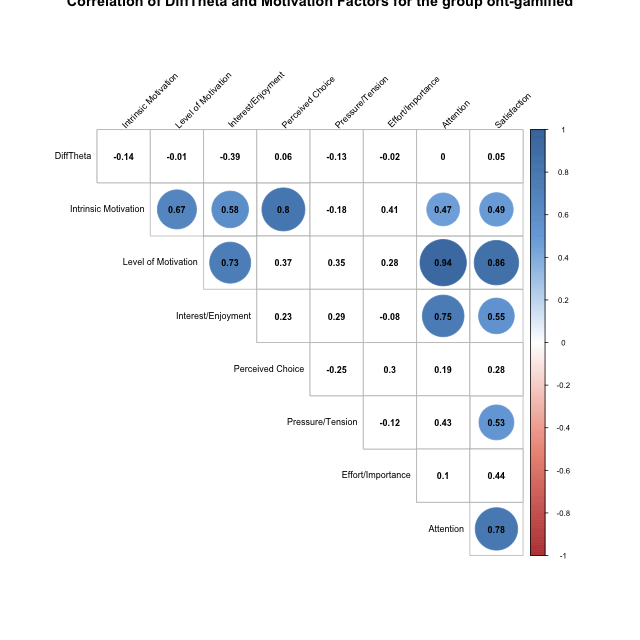 Correlation of DiffTheta and Motivation Factors for the group ont-gamified
Intrinsic Motivation
Level of Motivation
Interest/Enjoyment
Perceived Choice
Pressure/Tension
Effort/Importance
Attention
Satisfaction
DiffTheta -0.14 -0.01 -0.39 0.06 -0.13 -0.02 0 0.05
Intrinsic Motivation 0.67 0.58 0.8 -0.18 0.41 0.47 0.49
Level of Motivation 0.73 0.37 0.35 0.28 0.94 0.86
Interest/Enjoyment 0.23 0.29 -0.08 0.75 0.55
Perceived Choice -0.25 0.3 0.19 0.28
Pressure/Tension -0.12 0.43 0.53
Effort/Importance 0.1 0.44
Attention 0.78
1
0.8
0.6
0.4
0.2
0
-0.2
-0.4
-0.6
-0.8
-1